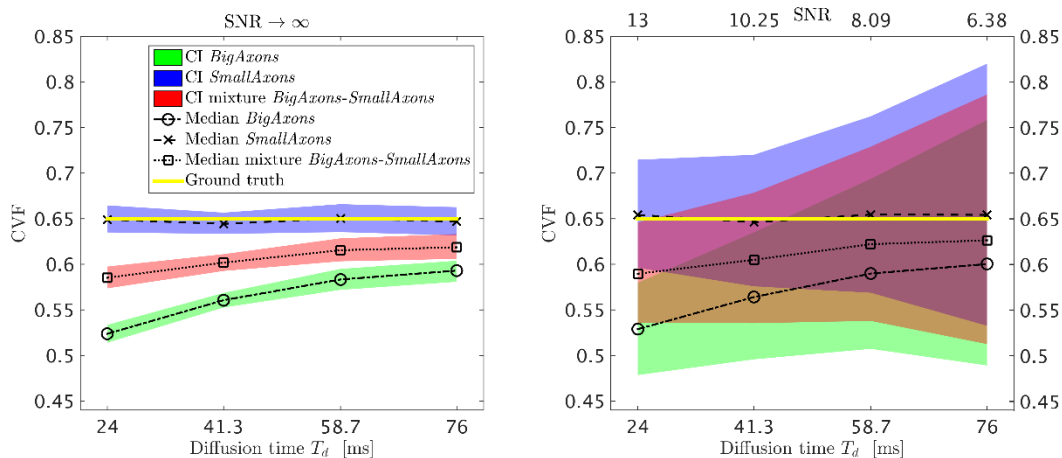 SNR → ∞
0.85
0.8
0.75
0.7
0.65
0.6
0.55
0.5
0.45
CVF
CI BigAxons
CI SmallAxons
CI mixture BigAxons-SmallAxons
Median BigAxons
Median SmallAxons
Median mixture BigAxons-SmallAxons
Ground truth
24 41.3 58.7 76
Diffusion time T_d [ms]
SNR
13 10.25 8.09 6.38
0.85 0.85
0.8 0.8
0.75 0.75
0.7 0.7
0.65 0.65
0.6 0.6
0.55 0.55
0.5 0.5
0.45 0.45
CVF
24 41.3 58.7 76
Diffusion time T_d [ms]